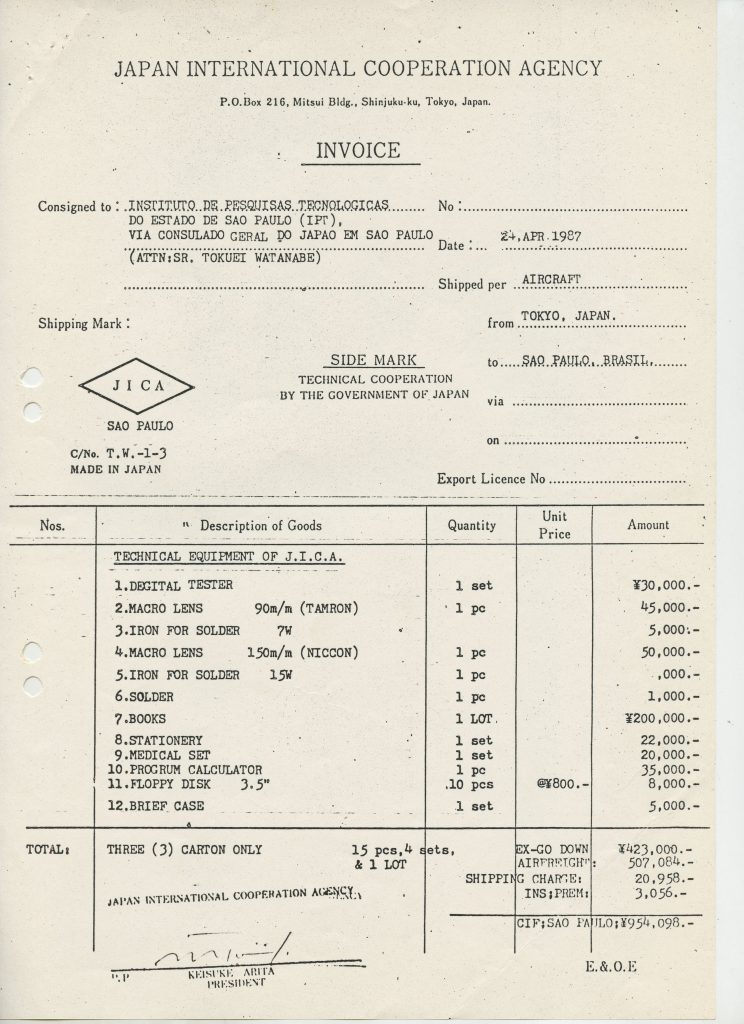 JAPAN INTERNATIONAL COOPERATION AGENCY
P.O.Box 216, Mitsui Bldg., Shinjuku-ku, Tokyo, Japan.
INVOICE
Consigned to : INSTITUTO DE PESQUISAS TECNOLOGICAS
DO ESTADO DE SAO PAULO (IPT),
VIA CONSULADO GERAL DO JAPAO EM SAO PAULO
(ATTN:SR. TOKUEI WATANABE)
No :
Date : 24,APR.1987
Shipped per AIRCRAFT
from TOKYO, JAPAN.
to SAO PAULO, BRASIL.
via
on
Export Licence No
Shipping Mark :
JICA
SAO PAULO
C/No. T.W.-1-3
MADE IN JAPAN
SIDE MARK
TECHNICAL COOPERATION
BY THE GOVERNMENT OF JAPAN
Nos. Description of Goods Quantity Unit Price Amount
TECHNICAL EQUIPMENT OF J.I.C.A.
1.DEGITAL TESTER 1 set ¥30,000.-
2.MACRO LENS 90m/m (TAMRON) 1 pc 45,000.-
3.IRON FOR SOLDER 7W 5,000.-
4.MACRO LENS 150m/m (NICCON) 1 pc 50,000.-
5.IRON FOR SOLDER 15W 1 pc ,000.-
6.SOLDER 1 pc 1,000.-
7.BOOKS 1 LOT. ¥200,000.-
8.STATIONERY 1 set 22,000.-
9.MEDICAL SET 1 set 20,000.-
10.PROGRUM CALCULATOR 1 pc 35,000.-
11.FLOPPY DISK 3.5" 10 pcs @¥800.- 8,000.-
12.BRIEF CASE 1 set 5,000.-
TOTAL: THREE (3) CARTON ONLY 15 pcs,4 sets, EX-GO DOWN ¥423,000.-
& 1 LOT AIRFREIGHT: 507,084.-
SHIPPING CHARGE: 20,958.-
INS;PREM: 3,056.-
CIF;SAO PAULO;¥954,098.-
JAPAN INTERNATIONAL COOPERATION AGENCY
P.P
KEISUKE ARITA
PRESIDENT
E.&.O.E